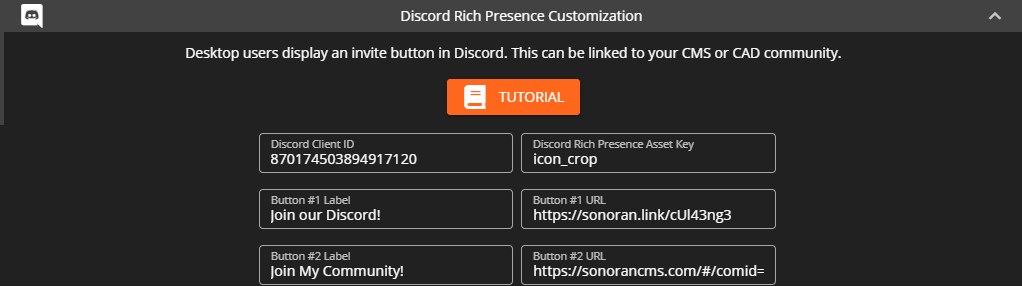 Discord Rich Presence Customization
Desktop users display an invite button in Discord. This can be linked to your CMS or CAD community.
TUTORIAL
Discord Client ID
870174503894917120
Discord Rich Presence Asset Key
icon_crop
Button #1 Label
Join our Discord!
Button #1 URL
https://sonoran.link/cUl43ng3
Button #2 Label
Join My Community!
Button #2 URL
https://sonorancms.com/#/comid=